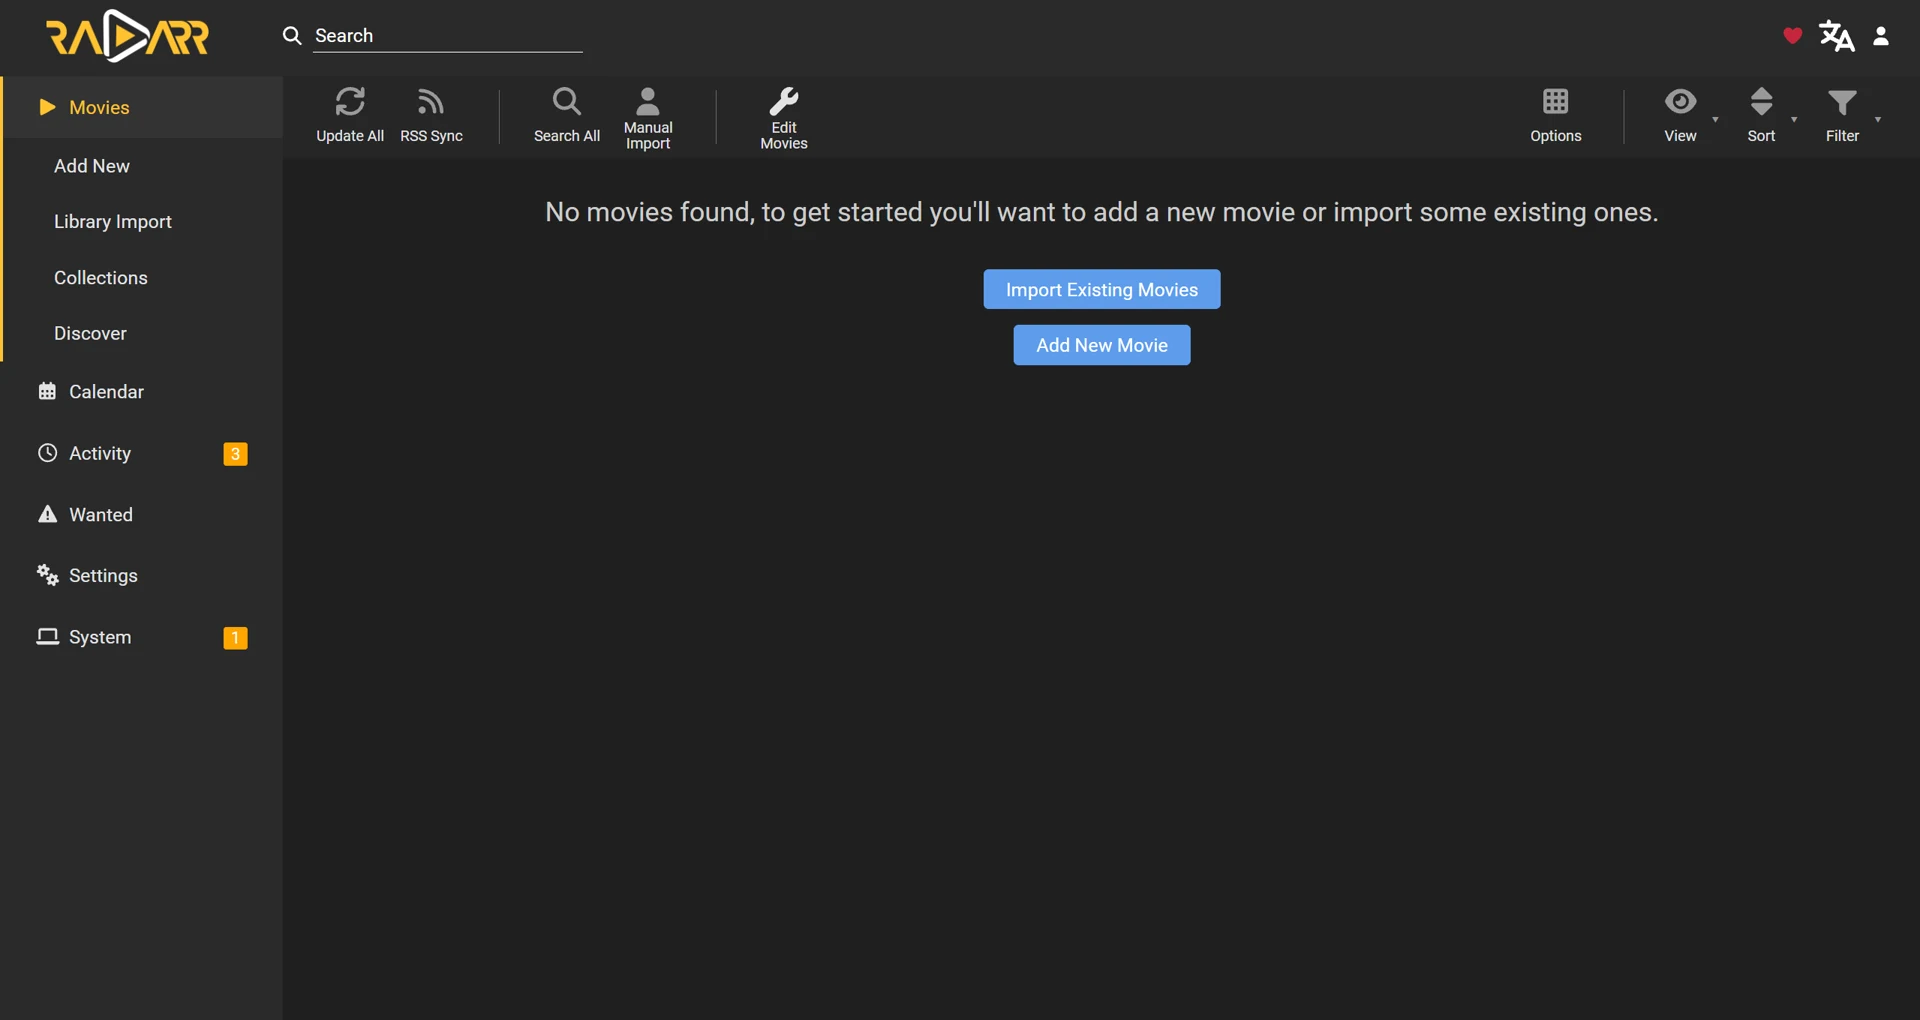 RADARR
Search
Movies
Add New
Library Import
Collections
Discover
Calendar
Activity
3
Wanted
Settings
System
1
Update All
RSS Sync
Search All
Manual
Import
Edit
Movies
Options
View
Sort
Filter
No movies found, to get started you'll want to add a new movie or import some existing ones.
Import Existing Movies
Add New Movie